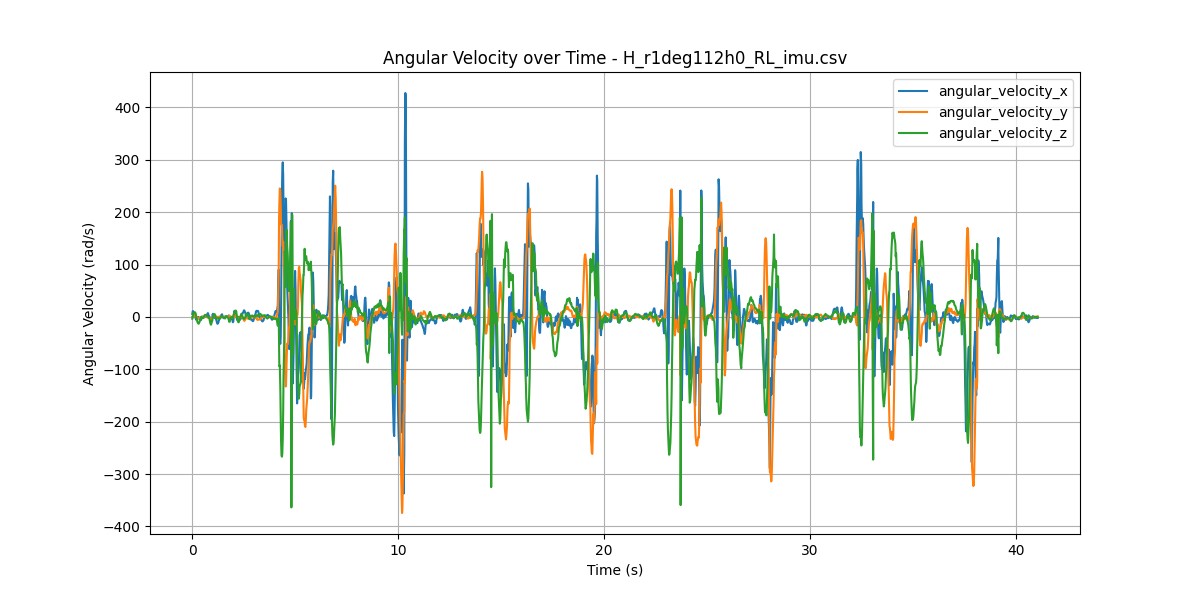 Angular Velocity over Time - H_r1deg112h0_RL_imu.csv
angular_velocity_x
angular_velocity_y
angular_velocity_z
Angular Velocity (rad/s)
400
300
200
100
0
−100
−200
−300
−400
0 10 20 30 40
Time (s)